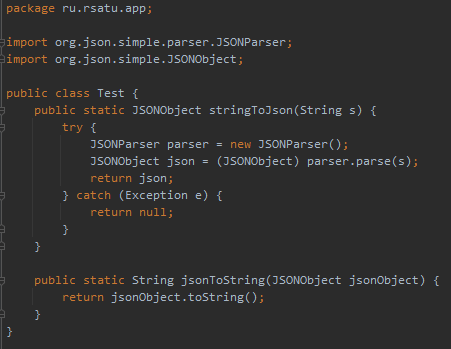 package ru.rsatu.app;
import org.json.simple.parser.JSONParser;
import org.json.simple.JSONObject;
public class Test {
public static JSONObject stringToJson(String s) {
try {
JSONParser parser = new JSONParser();
JSONObject json = (JSONObject) parser.parse(s);
return json;
} catch (Exception e) {
return null;
}
}
public static String jsonToString(JSONObject jsonObject) {
return jsonObject.toString();
}
}